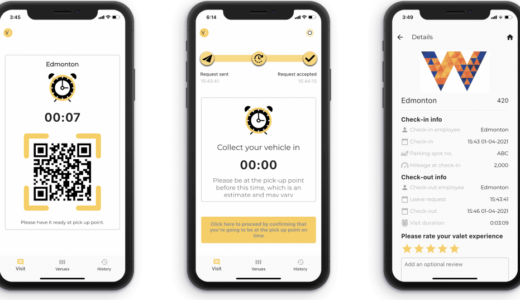 3:45
Edmonton
00:07
Please have it ready at pick up point.
Visit
Venues
History
6:14
Request sent
Request accepted
15:43:41
15:44:13
Collect your vehicle in
00:00
Please be at the pick-up point
before this time, which is an
estimate and may vary
Click here to proceed by confirming that
you're going to be at the pick up point on
time
Visit
Venues
History
3:49
Details
W
Edmonton 420
Check-in info
Check-in employee Edmonton
Check-in 15:43 01-04-2021
Parking spot no. ABC
Mileage at check-in 2,000
Check-out info
Check-out employee Edmonton
Leave request 15:43:41
Check-out 15:46 01-04-2021
Visit duration 0:03:09
Please rate your valet experience
Add an optional review